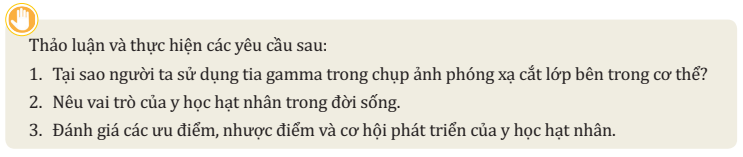 Thảo luận và thực hiện các yêu cầu sau:
1. Tại sao người ta sử dụng tia gamma trong chụp ảnh phóng xạ cắt lớp bên trong cơ thể?
2. Nêu vai trò của y học hạt nhân trong đời sống.
3. Đánh giá các ưu điểm, nhược điểm và cơ hội phát triển của y học hạt nhân.